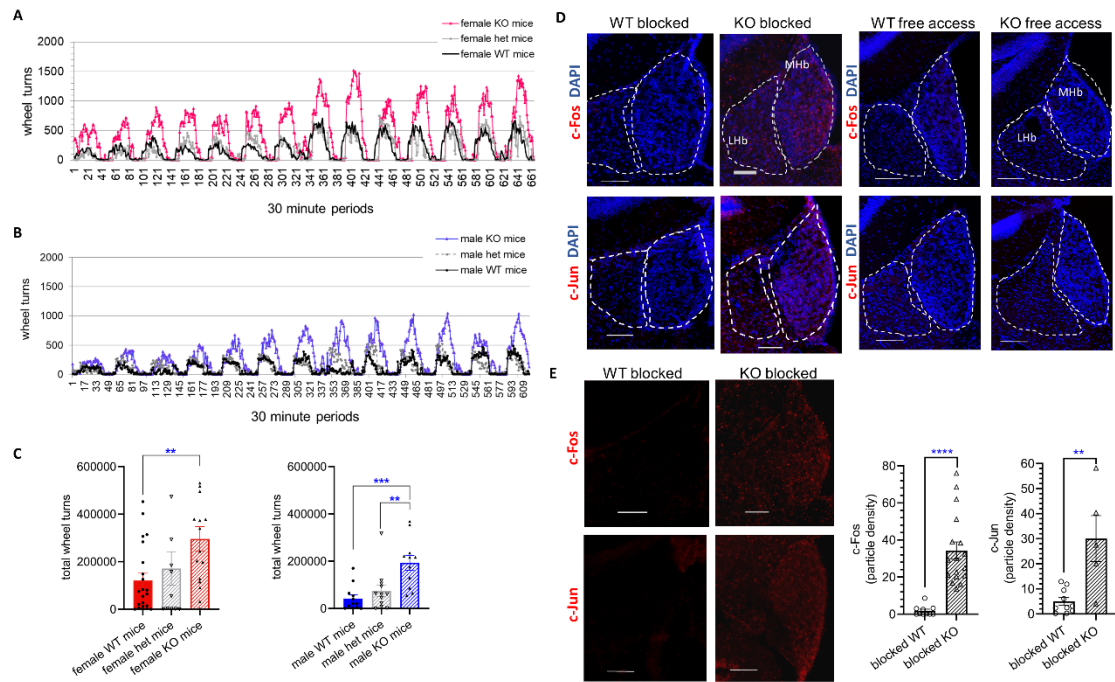 A
female KO mice
female het mice
female WT mice
2000
1500
1000
500
0
wheel turns
1 21 41 61 81 101 121 141 161 181 201 221 241 261 281 301 321 341 361 381 401 421 441 461 481 501 521 541 561 581 601 621 641 661
30 minute periods
B
male KO mice
male het mice
male WT mice
2000
1500
1000
500
0
wheel turns
1 17 33 49 65 81 97 113 129 145 161 177 193 209 225 241 257 273 289 305 321 337 353 369 385 401 417 433 449 465 481 497 513 529 545 561 577 593 609
30 minute periods
C
**
600000
400000
200000
0
total wheel turns
female WT mice
female het mice
female KO mice
***
**
600000
400000
200000
0
total wheel turns
male WT mice
male het mice
male KO mice
D
WT blocked
KO blocked
WT free access
KO free access
c-Fos DAPI
MHb
LHb
c-Fos DAPI
MHb
LHb
c-Jun DAPI
c-Jun DAPI
E
WT blocked
KO blocked
c-Fos
c-Jun
****
80
60
40
20
0
c-Fos
(particle density)
blocked WT
blocked KO
**
60
50
40
30
20
10
0
c-Jun
(particle density)
blocked WT
blocked KO